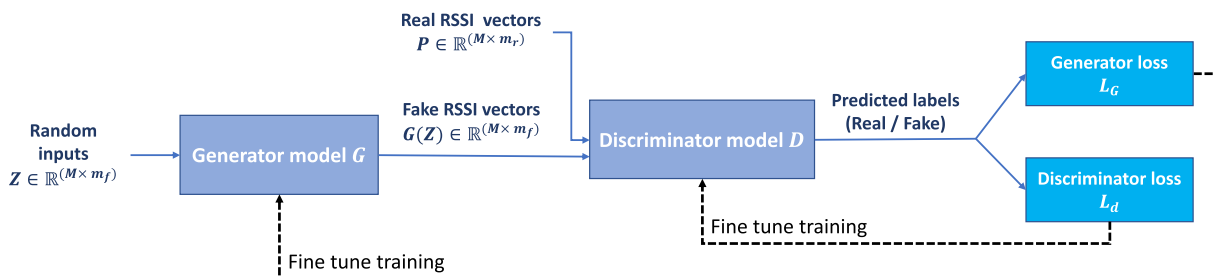 Real RSSI vectors
P ∈ ℝ^(M× m_r)
Random
inputs
Z ∈ ℝ^(M× m_f)
Generator model G
Fake RSSI vectors
G(Z) ∈ ℝ^(M× m_f)
Discriminator model D
Predicted labels
(Real / Fake)
Generator loss
L_G
Discriminator loss
L_d
Fine tune training
Fine tune training